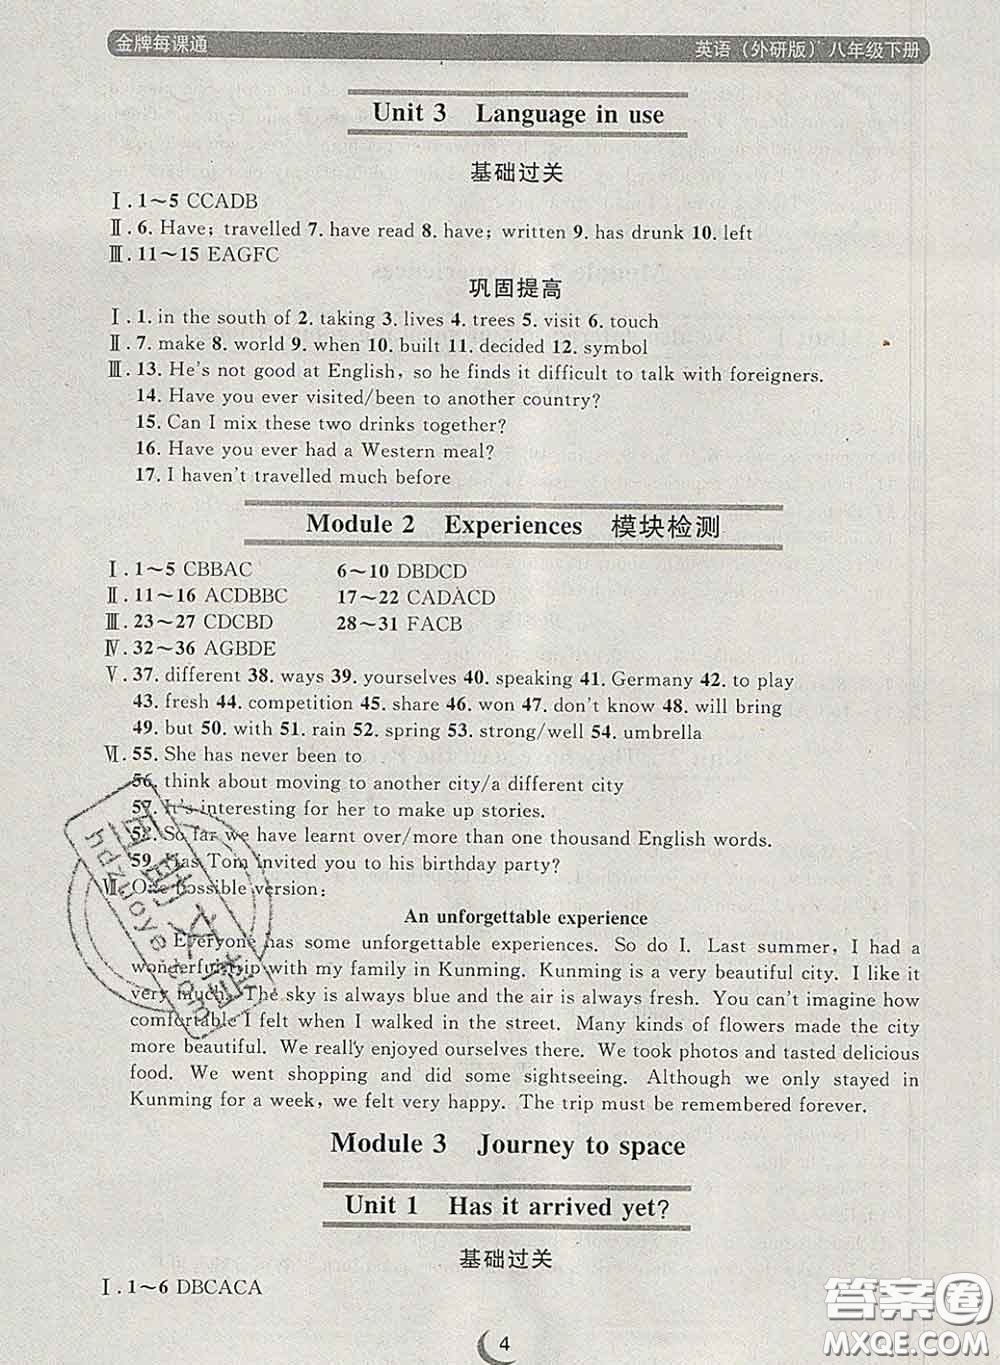 金牌每课通 英语（外研版） 八年级下册
Unit 3 Language in use
基础过关
Ⅰ. 1～5 CCADB
Ⅱ. 6. Have; travelled 7. have read 8. have; written 9. has drunk 10. left
Ⅲ. 11～15 EAGFC
巩固提高
Ⅰ. 1. in the south of 2. taking 3. lives 4. trees 5. visit 6. touch
Ⅱ. 7. make 8. world 9. when 10. built 11. decided 12. symbol
Ⅲ. 13. He's not good at English, so he finds it difficult to talk with foreigners.
14. Have you ever visited/been to another country?
15. Can I mix these two drinks together?
16. Have you ever had a Western meal?
17. I haven't travelled much before
Module 2 Experiences 模块检测
Ⅰ. 1～5 CBBAC 6～10 DBDCD
Ⅱ. 11～16 ACDBBC 17～22 CADACD
Ⅲ. 23～27 CDCBD 28～31 FACB
Ⅳ. 32～36 AGBDE
Ⅴ. 37. different 38. ways 39. yourselves 40. speaking 41. Germany 42. to play
43. fresh 44. competition 45. share 46. won 47. don't know 48. will bring
49. but 50. with 51. rain 52. spring 53. strong/well 54. umbrella
Ⅵ. 55. She has never been to
56. think about moving to another city/a different city
57. It's interesting for her to make up stories.
58. So far we have learnt over/more than one thousand English words.
59. Has Tom invited you to his birthday party?
Ⅶ. One possible version:
An unforgettable experience
Everyone has some unforgettable experiences. So do I. Last summer, I had a
wonderful trip with my family in Kunming. Kunming is a very beautiful city. I like it
very much. The sky is always blue and the air is always fresh. You can't imagine how
comfortable I felt when I walked in the street. Many kinds of flowers made the city
more beautiful. We really enjoyed ourselves there. We took photos and tasted delicious
food. We went shopping and did some sightseeing. Although we only stayed in
Kunming for a week, we felt very happy. The trip must be remembered forever.
Module 3 Journey to space
Unit 1 Has it arrived yet?
基础过关
Ⅰ. 1～6 DBCACA
4
答案圈
MXQE.COM